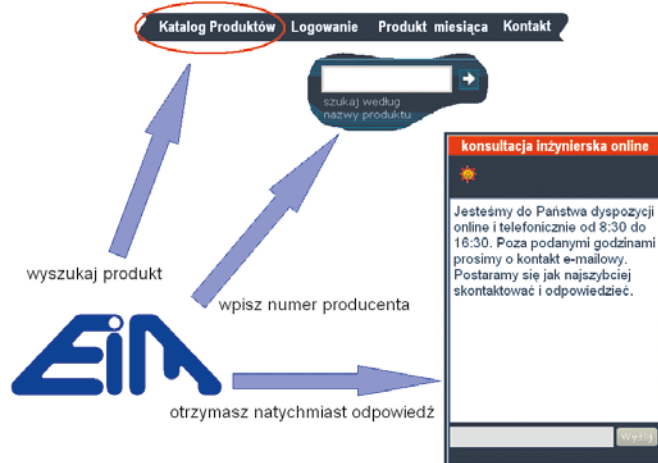 Katalog Produktów Logowanie Produkt miesiąca Kontakt
szukaj według
nazwy produktu
konsultacja inżynierska online
Jesteśmy do Państwa dyspozycji
online i telefonicznie od 8:30 do
16:30. Poza podanymi godzinami
prosimy o kontakt e-mailowy.
Postaramy się jak najszybciej
skontaktować i odpowiedzieć.
wyszukaj produkt
wpisz numer producenta
EiM
otrzymasz natychmiast odpowiedź
Wyślij